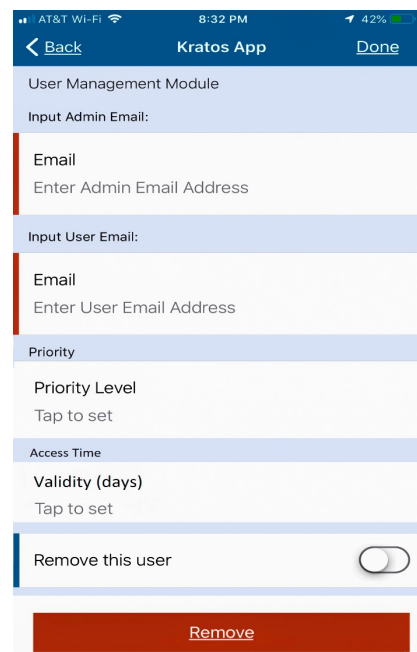 AT&T Wi-Fi 8:32 PM 42%
Back Kratos App Done
User Management Module
Input Admin Email:
Email
Enter Admin Email Address
Input User Email:
Email
Enter User Email Address
Priority
Priority Level
Tap to set
Access Time
Validity (days)
Tap to set
Remove this user
Remove